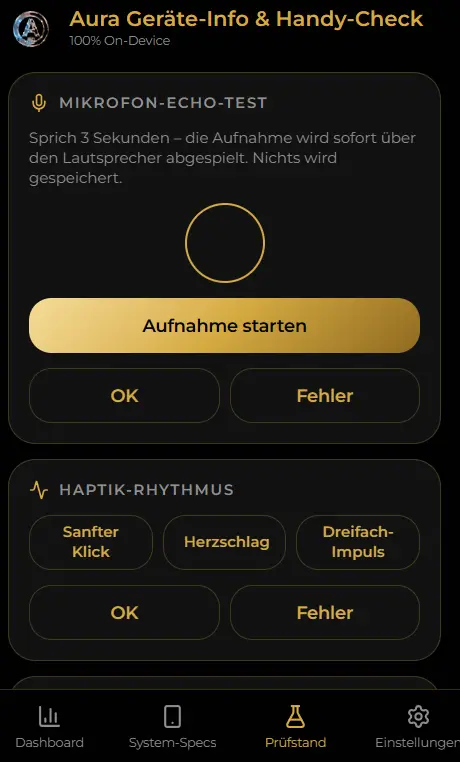 Aura Geräte-Info & Handy-Check
100% On-Device
MIKROFON-ECHO-TEST
Sprich 3 Sekunden – die Aufnahme wird sofort über
den Lautsprecher abgespielt. Nichts wird
gespeichert.
Aufnahme starten
OK
Fehler
HAPTIK-RHYTHMUS
Sanfter
Klick
Herzschlag
Dreifach-
Impuls
OK
Fehler
Dashboard
System-Specs
Prüfstand
Einstellungen